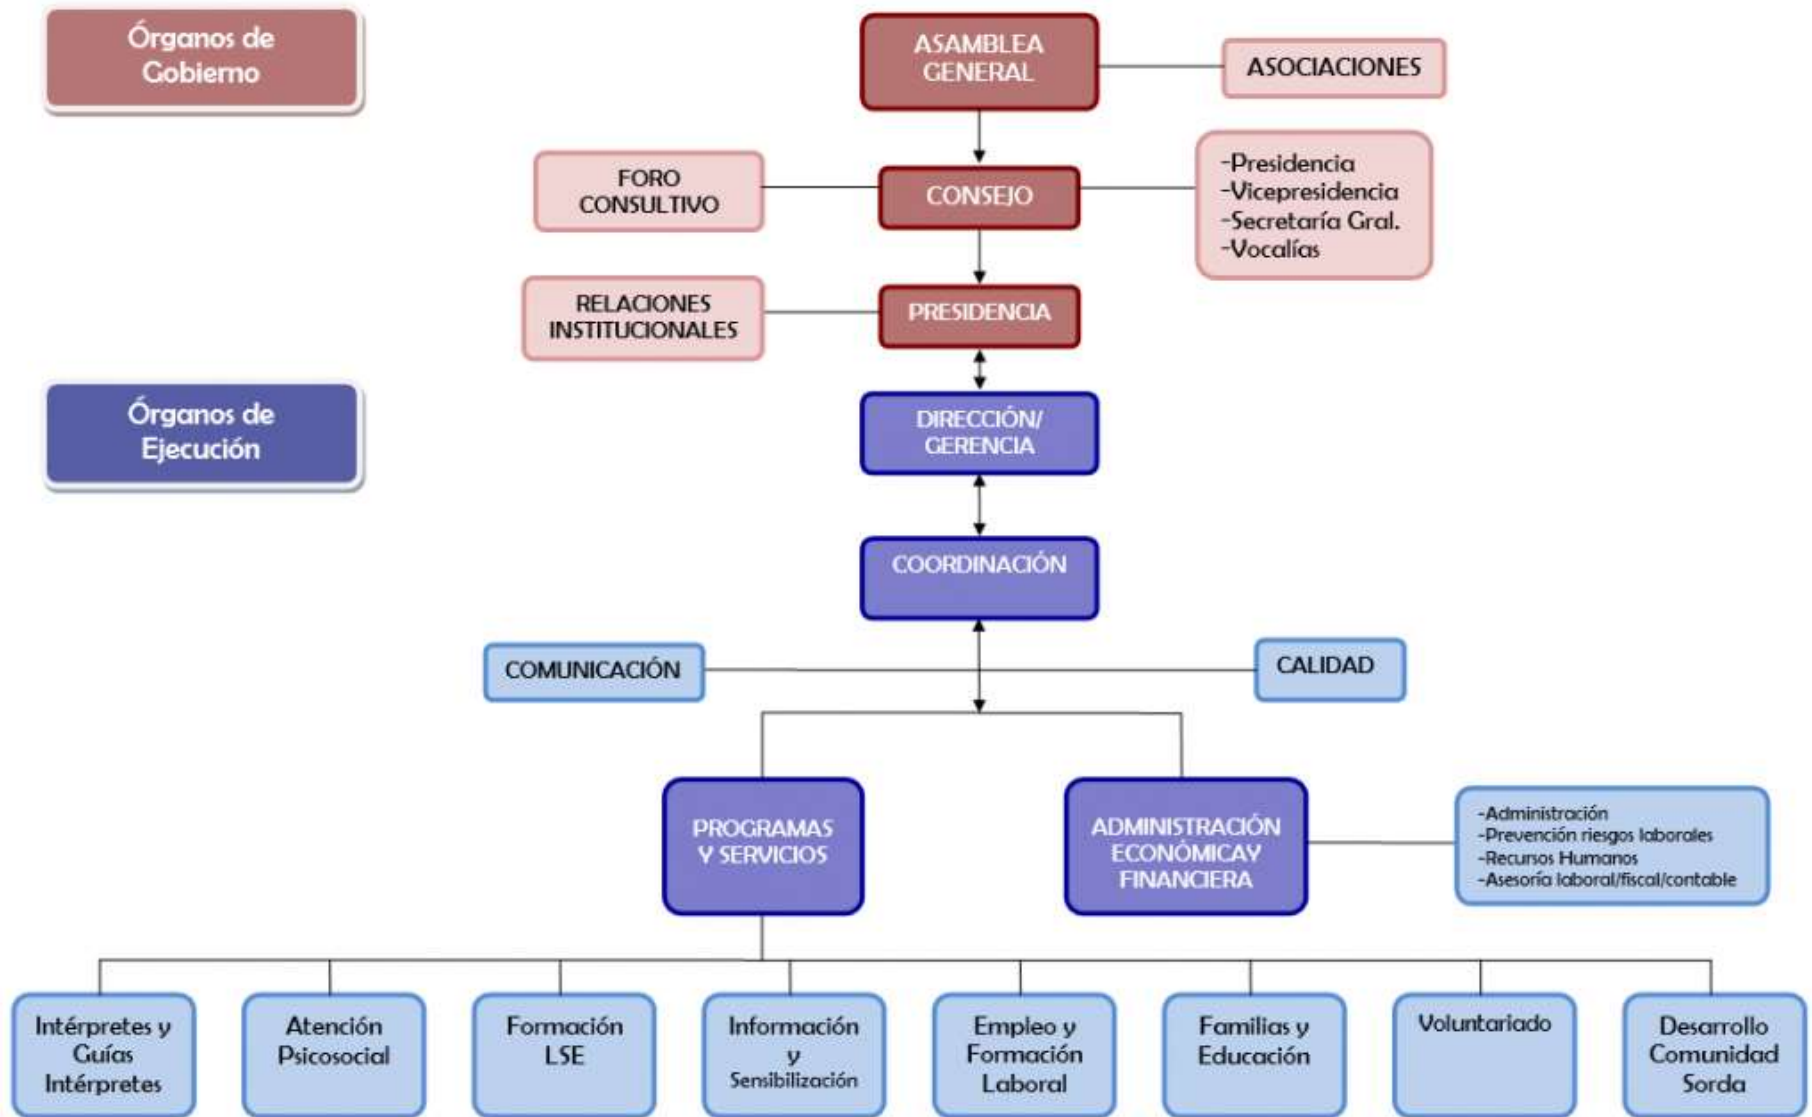 Órganos de
Gobierno
ASAMBLEA
GENERAL
ASOCIACIONES
FORO
CONSULTIVO
CONSEJO
-Presidencia
-Vicepresidencia
-Secretaría Gral.
-Vocalías
RELACIONES
INSTITUCIONALES
PRESIDENCIA
Órganos de
Ejecución
DIRECCIÓN/
GERENCIA
COORDINACIÓN
COMUNICACIÓN
CALIDAD
PROGRAMAS
Y SERVICIOS
ADMINISTRACIÓN
ECONÓMICAY
FINANCIERA
-Administración
-Prevención riesgos laborales
-Recursos Humanos
-Asesoría laboral/fiscal/contable
Intérpretes y
Guías
Intérpretes
Atención
Psicosocial
Formación
LSE
Información
y
Sensibilización
Empleo y
Formación
Laboral
Familias y
Educación
Voluntariado
Desarrollo
Comunidad
Sorda